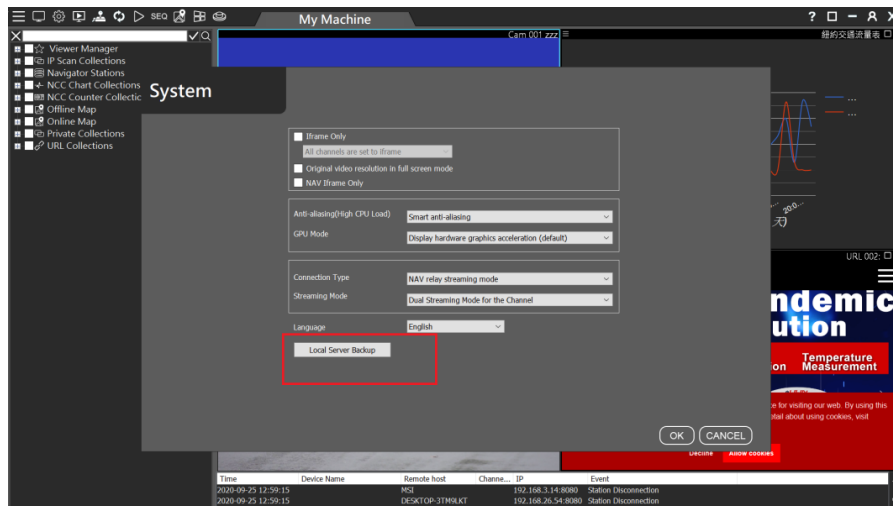 SEQ
My Machine
?
Cam 001 zzz
紐約交通流量表
Viewer Manager
IP Scan Collections
Navigator Stations
NCC Chart Collections
NCC Counter Collectic
Offline Map
Online Map
Private Collections
URL Collections
System
Iframe Only
All channels are set to Iframe
Original video resolution in full screen mode
NAV Iframe Only
Anti-aliasing(High CPU Load)
Smart anti-aliasing
GPU Mode
Display hardware graphics acceleration (default)
Connection Type
NAV relay streaming mode
Streaming Mode
Dual Streaming Mode for the Channel
Language
English
Local Server Backup
OK
CANCEL
...
...
20:0...
天)
URL 002:
ndemic
ution
Temperature
on Measurement
e for visiting our web. By using this
etail about using cookies, visit
Decline
Allow cookies
Time Device Name Remote host Channe... IP Event
2020-09-25 12:59:15 MSI 192.168.3.14:8080 Station Disconnection
2020-09-25 12:59:15 DESKTOP-3TM9LKT 192.168.26.54:8080 Station Disconnection